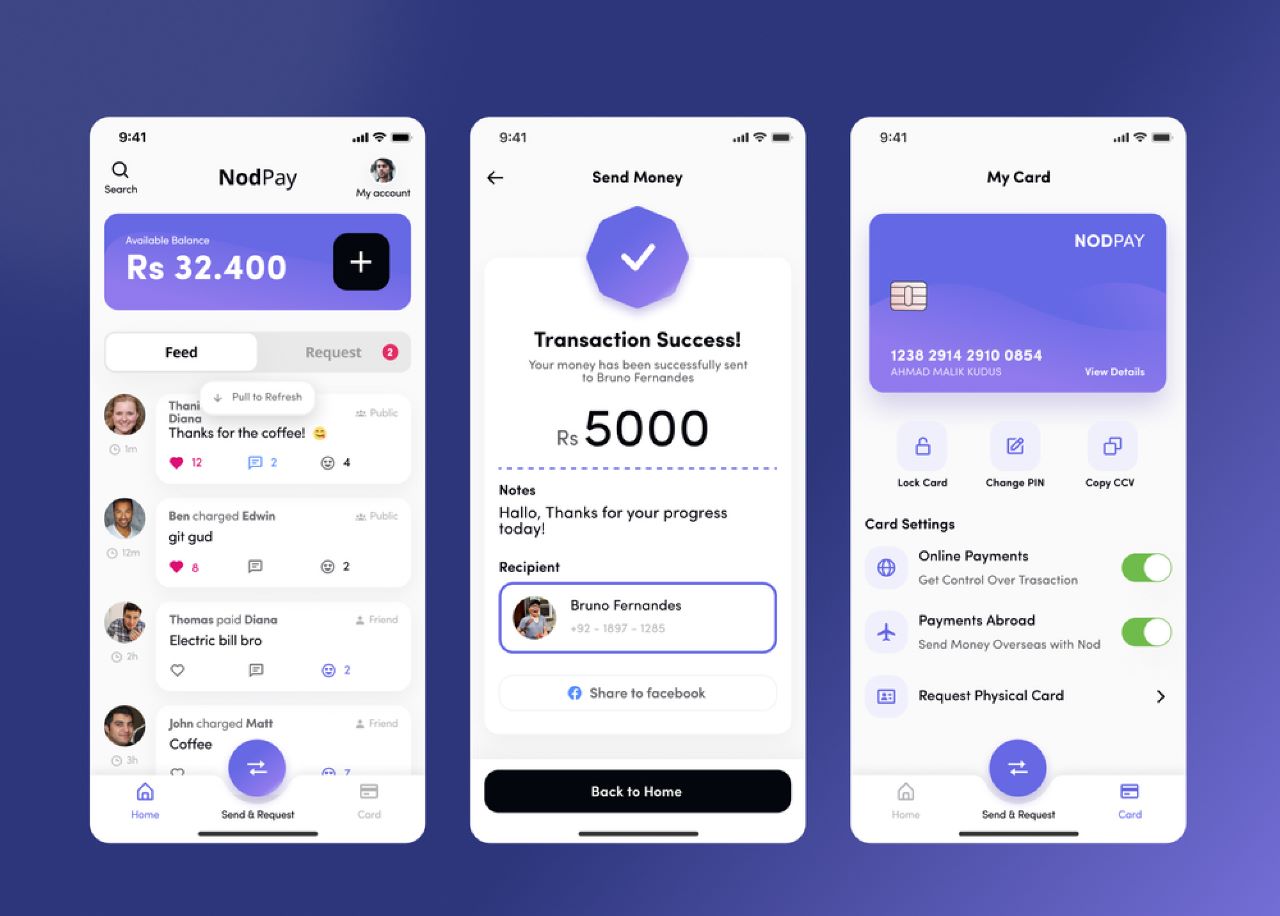 9:41
Search
NodPay
My account
Available Balance
Rs 32.400
Feed
Request 2
Pull to Refresh
Diana
Public
Thanks for the coffee! 😄
1m
12 2 4
Ben charged Edwin
Public
git gud
12m
8 2
Thomas paid Diana
Friend
Electric bill bro
2h
2
John charged Matt
Friend
Coffee
3h
7
Home
Send & Request
Card
9:41
Send Money
Transaction Success!
Your money has been successfully sent
to Bruno Fernandes
Rs 5000
Notes
Hallo, Thanks for your progress
today!
Recipient
Bruno Fernandes
+92 - 1897 - 1285
Share to facebook
Back to Home
9:41
My Card
NODPAY
1238 2914 2910 0854
AHMAD MALIK KUDUS
View Details
Lock Card
Change PIN
Copy CCV
Card Settings
Online Payments
Get Control Over Trasaction
Payments Abroad
Send Money Overseas with Nod
Request Physical Card
Home
Send & Request
Card